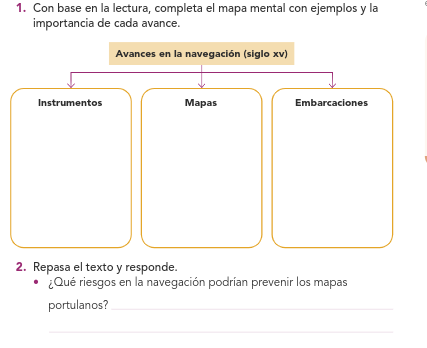 1. Con base en la lectura, completa el mapa mental con ejemplos y la
importancia de cada avance.
Avances en la navegación (siglo XV)
Instrumentos
Mapas
Embarcaciones
2. Repasa el texto y responde.
• ¿Qué riesgos en la navegación podrían prevenir los mapas
portulanos?